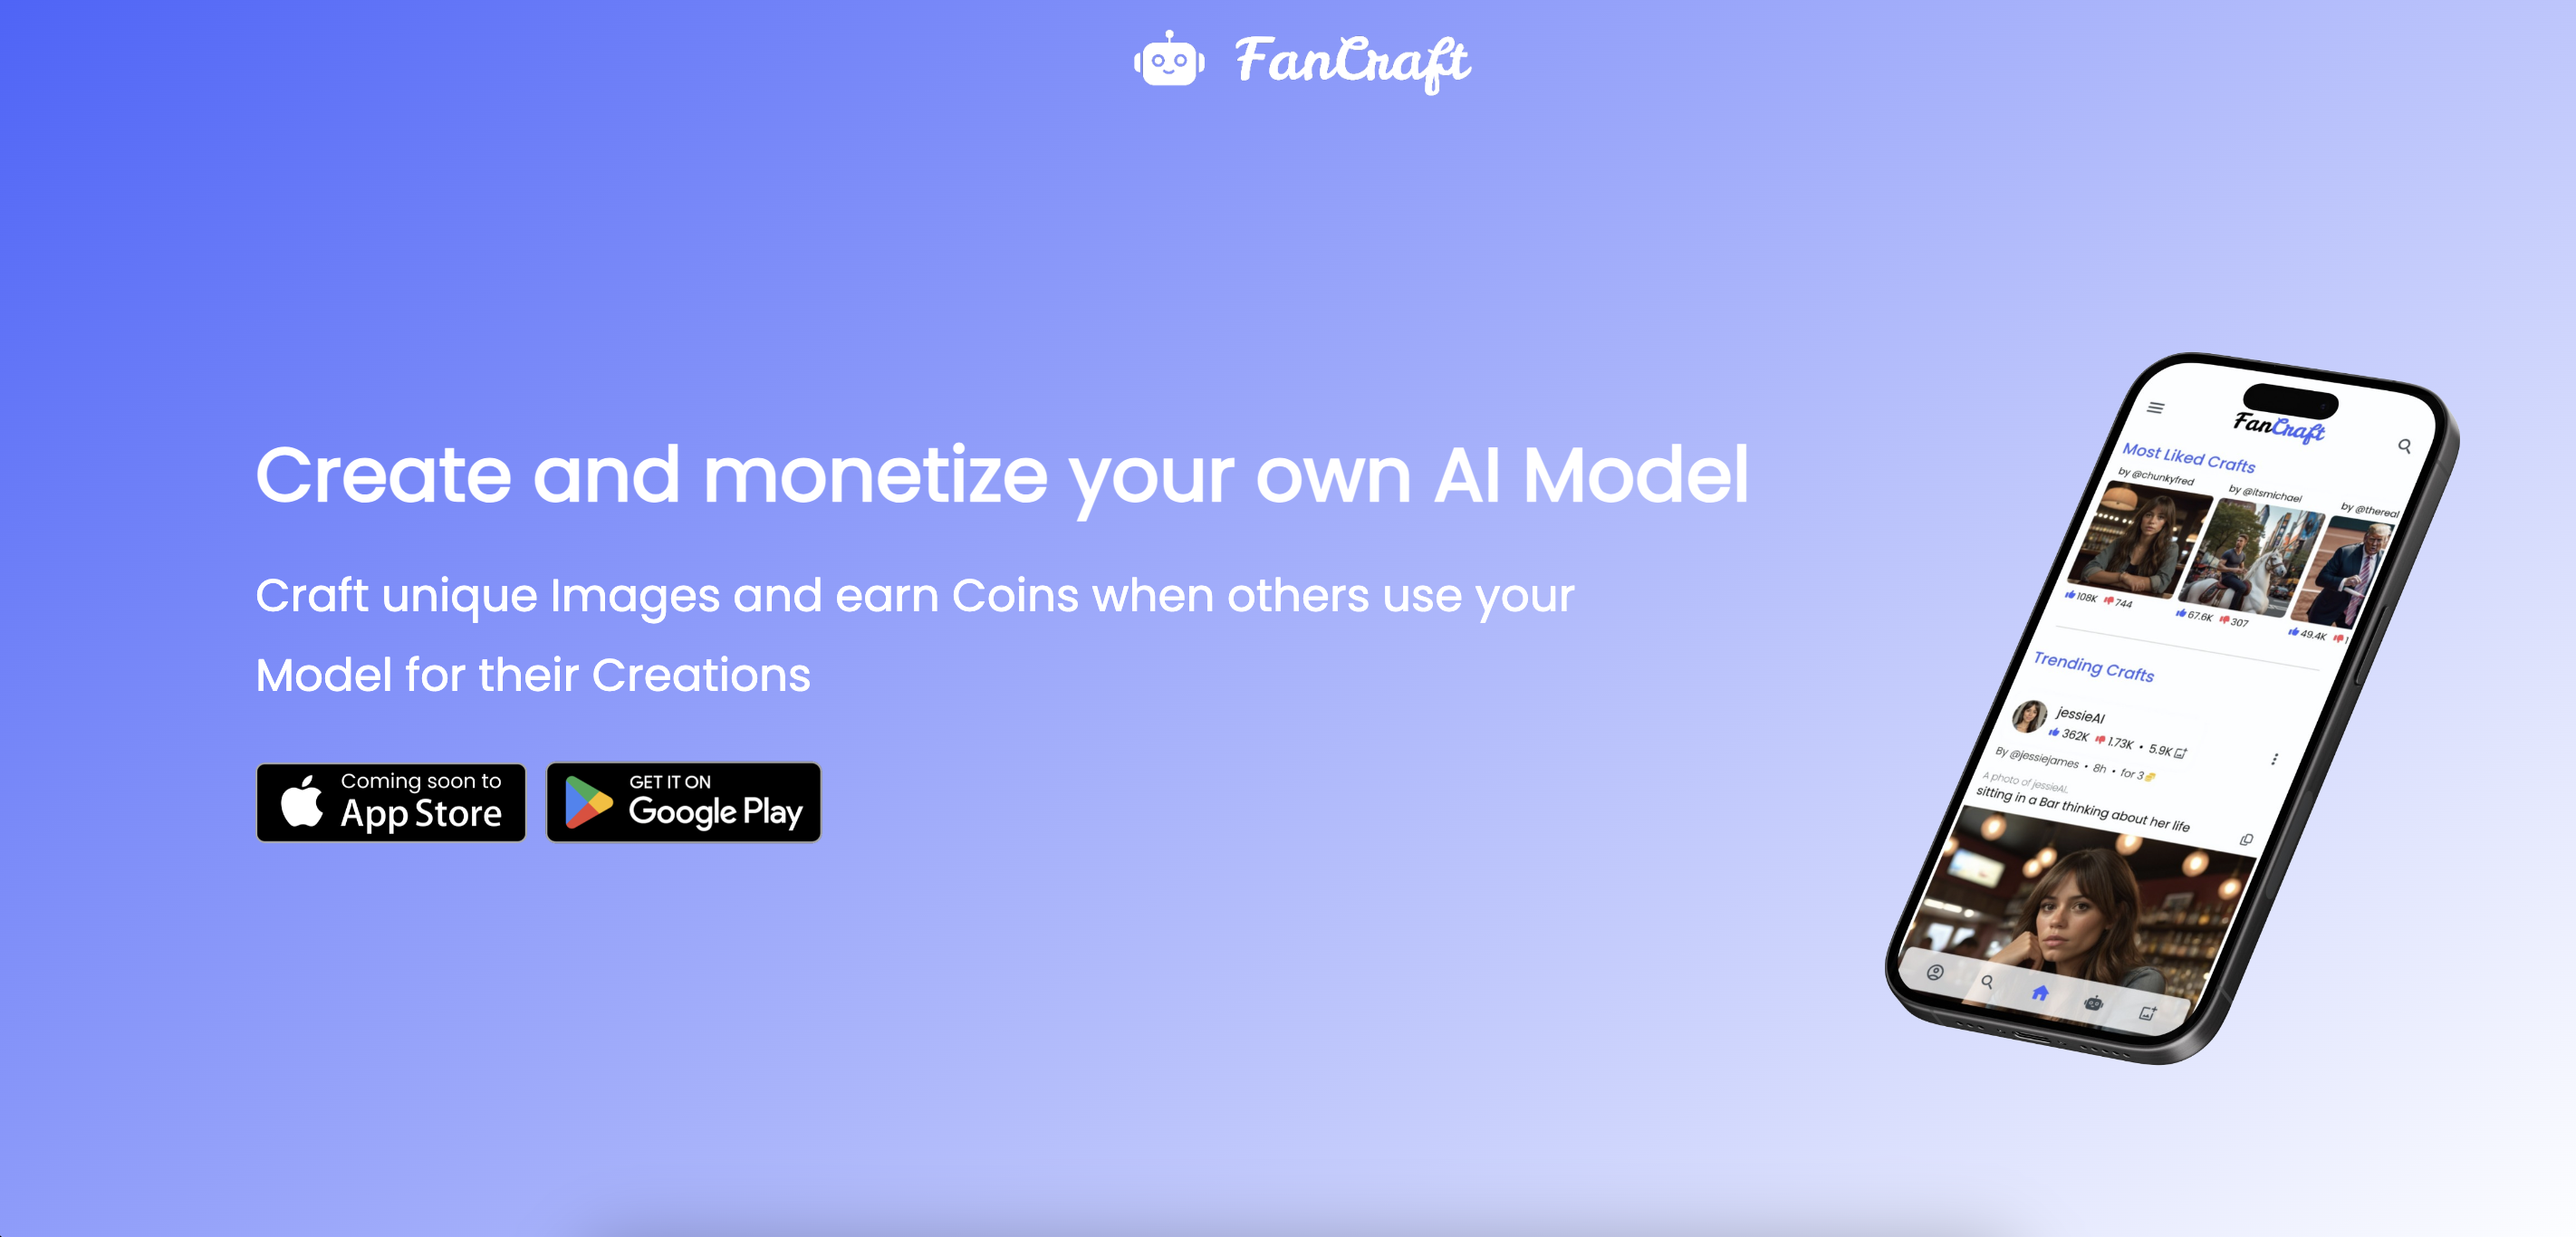 FanCraft
Create and monetize your own AI Model
Craft unique Images and earn Coins when others use your
Model for their Creations
Coming soon to
App Store
GET IT ON
Google Play
FanCraft
Most Liked Crafts
by @chunkyfred
by @itsmichael
by @thereal
108K 744
67.6K 307
49.4K 1
Trending Crafts
jessieAI
362K 1.73K • 5.9K
By @jessiejames • 8h • for 3
A photo of jessieAI,
sitting in a Bar thinking about her life